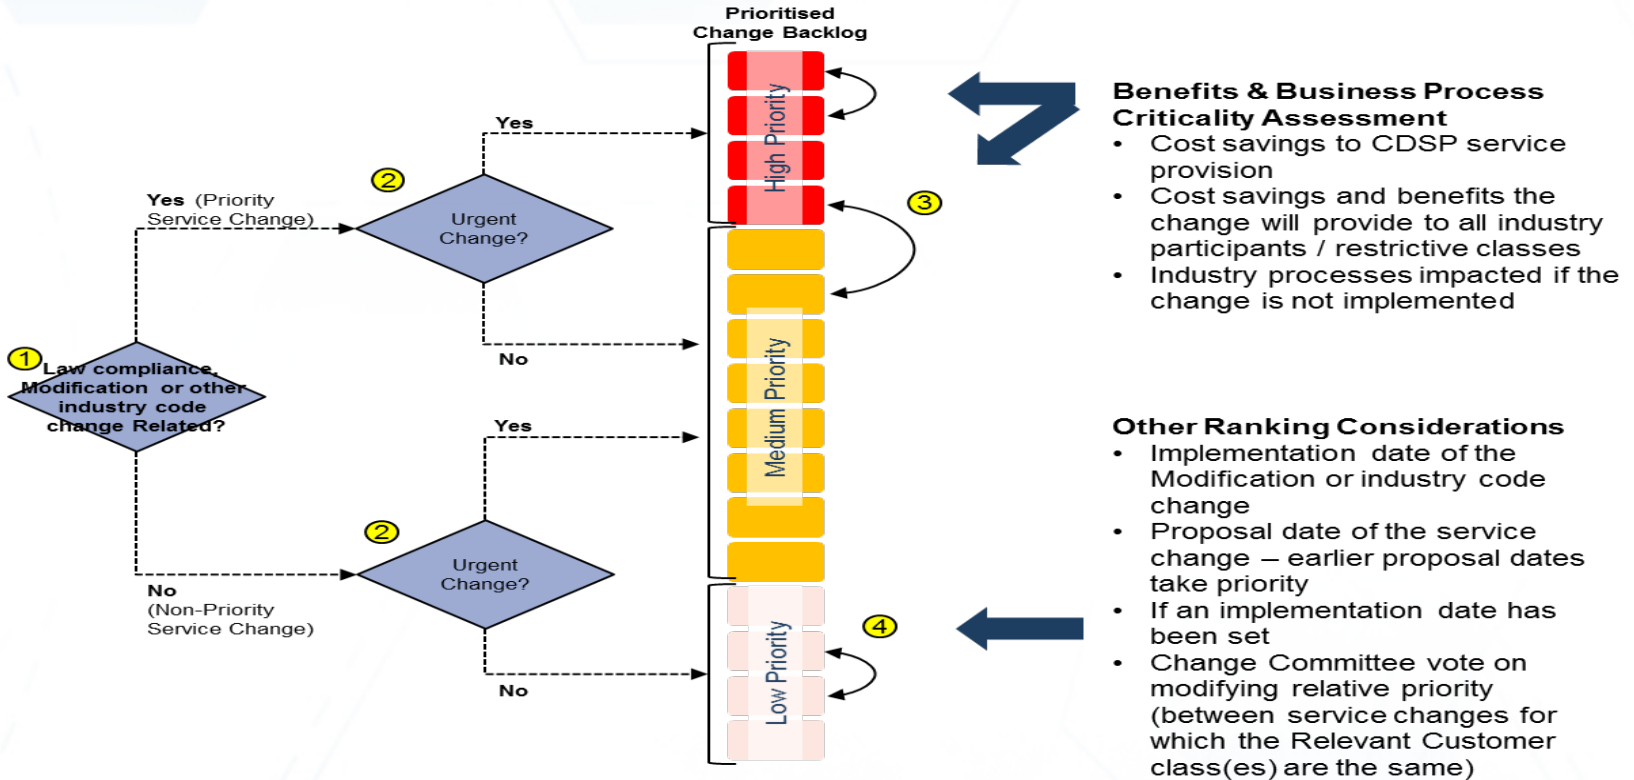 Prioritised
Change Backlog
Yes
2
Urgent
Change?
Yes (Priority
Service Change)
No
1
Law compliance,
Modification or other
industry code
change Related?
Yes
2
Urgent
Change?
No
(Non-Priority
Service Change)
No
High Priority
Medium Priority
Low Priority
3
4
Benefits & Business Process
Criticality Assessment
• Cost savings to CDSP service
provision
• Cost savings and benefits the
change will provide to all industry
participants / restrictive classes
• Industry processes impacted if the
change is not implemented
Other Ranking Considerations
• Implementation date of the
Modification or industry code
change
• Proposal date of the service
change – earlier proposal dates
take priority
• If an implementation date has
been set
• Change Committee vote on
modifying relative priority
(between service changes for
which the Relevant Customer
class(es) are the same)